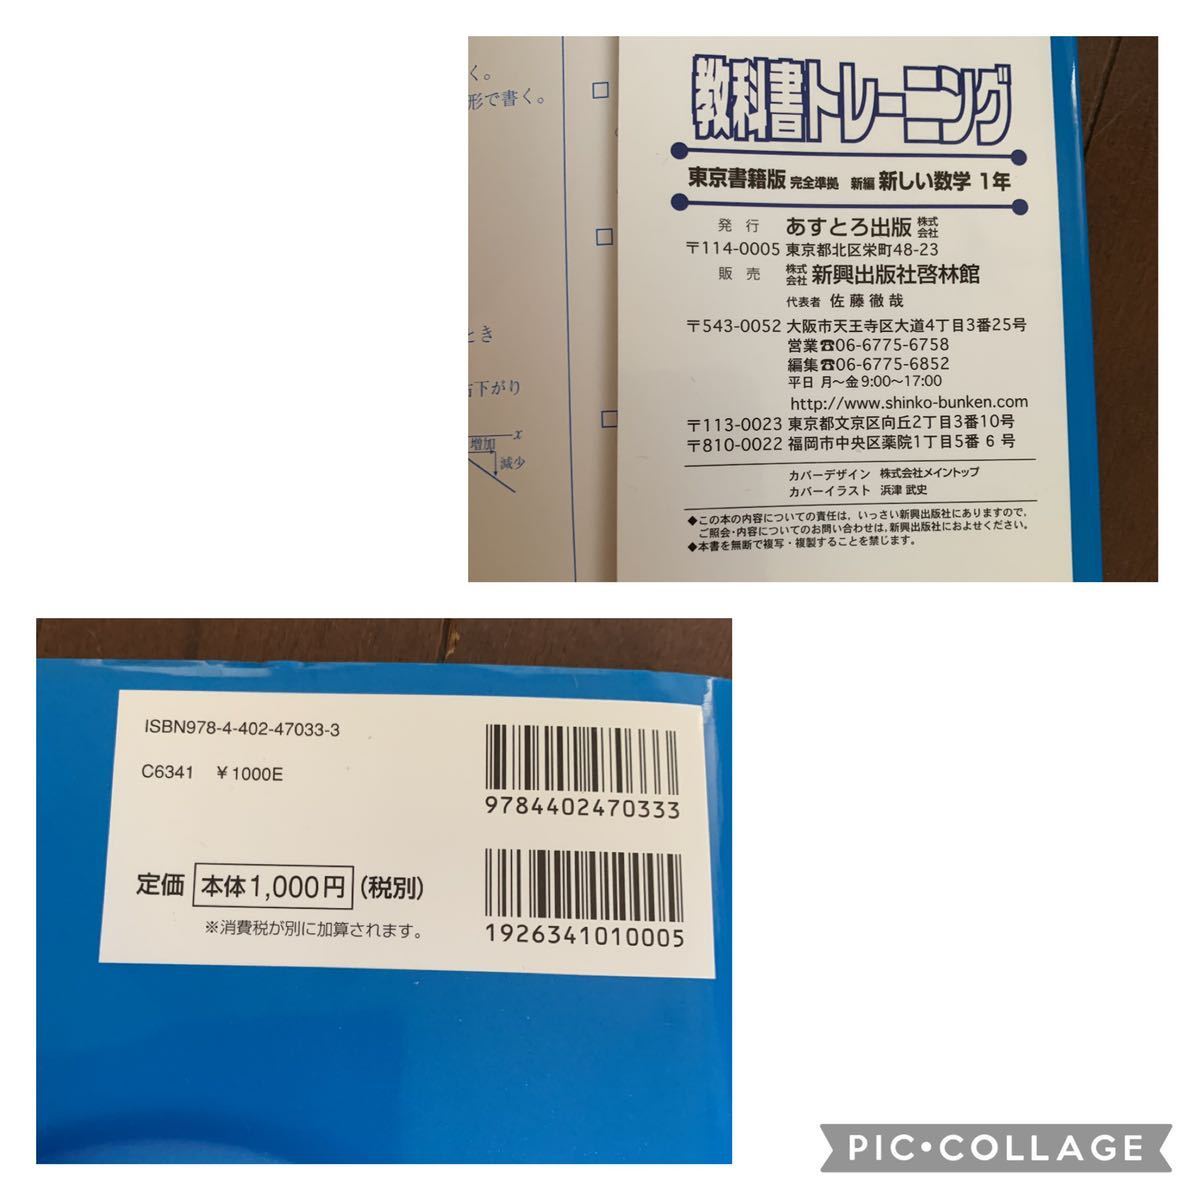 く。
形で書く。
とき
右下がり
増加
x
減少
教科書トレーニング
東京書籍版 完全準拠 新編 新しい数学 1年
発行 あすとろ出版 株式会社
〒114-0005 東京都北区栄町48-23
販売 株式会社 新興出版社啓林館
代表者 佐藤徹哉
〒543-0052 大阪市天王寺区大道4丁目3番25号
営業☎06-6775-6758
編集☎06-6775-6852
平日 月〜金9:00〜17:00
http://www.shinko-bunken.com
〒113-0023 東京都文京区向丘2丁目3番10号
〒810-0022 福岡市中央区薬院1丁目5番6号
カバーデザイン 株式会社メイントップ
カバーイラスト 浜津 武史
◆この本の内容についての責任は,いっさい新興出版社にありますので,
ご照会・内容についてのお問い合わせは,新興出版社におよせください。
◆本書を無断で複写・複製することを禁じます。
ISBN978-4-402-47033-3
C6341 ¥1000E
9784402470333
定価 本体1,000円(税別)
※消費税が別に加算されます。
1926341010005
PIC•COLLAGE